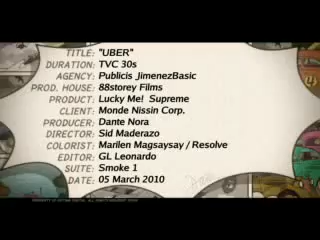 TITLE: "UBER"
DURATION: TVC 30s
AGENCY: Publicis JimenezBasic
PROD. HOUSE: 88storey Films
PRODUCT: Lucky Me! Supreme
CLIENT: Monde Nissin Corp.
PRODUCER: Dante Nora
DIRECTOR: Sid Maderazo
COLORIST: Marilen Magsaysay / Resolve
EDITOR: GL Leonardo
SUITE: Smoke 1
DATE: 05 March 2010